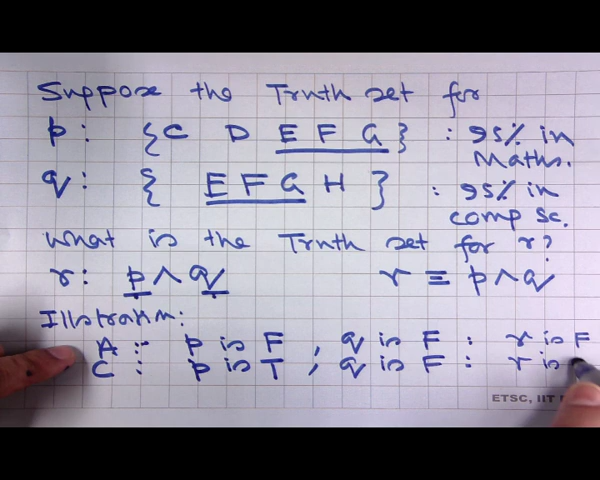 Suppose the Truth set for
p: {C D E F G} : 95% in Maths.
q: { E F G H } : 95% in comp sc.
What is the Truth set for r?
r: p ∧ q r ≡ p ∧ q
Illustration:
A : p is F , q is F : r is F
C : p is T , q is F : r is
ETSC, IIT